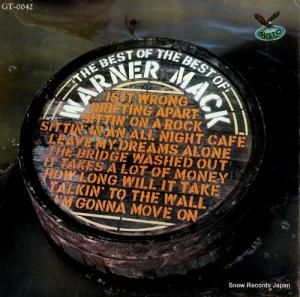 GT-0042
GUSTO
THE BEST OF THE BEST OF
WARNER MACK
IS IT WRONG
DRIFTING APART
SITTIN' ON A ROCK
SITTIN' IN AN ALL NIGHT CAFÉ
LEAVE MY DREAMS ALONE
THE BRIDGE WASHED OUT
IT TAKES A LOT OF MONEY
HOW LONG WILL IT TAKE
TALKIN' TO THE WALL
I'M GONNA MOVE ON
Snow Records Japan